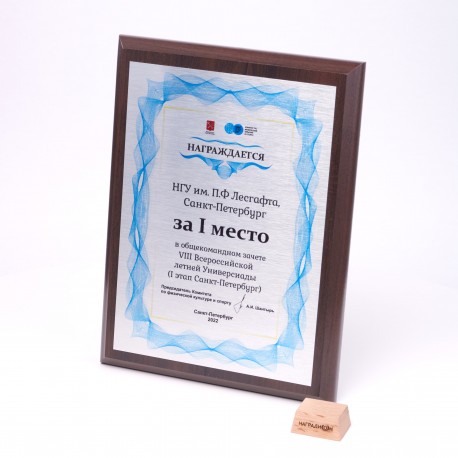 НАГРАЖДАЕТСЯ
НГУ им. П.Ф Лесгафта,
Санкт-Петербург
за I место
в общекомандном зачете
VIII Всероссийской
летней Универсиады
(I этап Санкт-Петербург)
Председатель Комитета
по физической культуре и спорту
А.И. Шантырь
Санкт-Петербург
2022